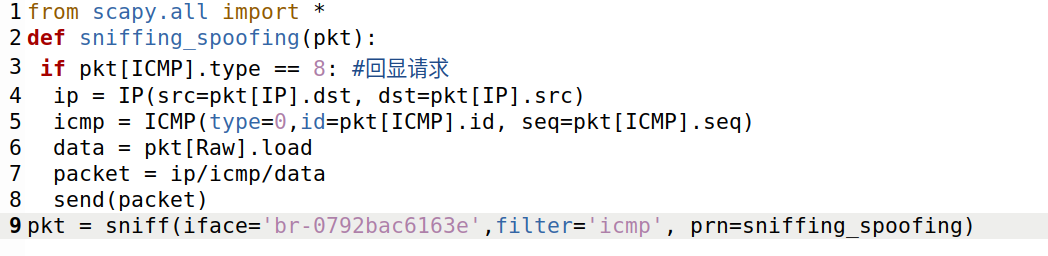 1 from scapy.all import *
2 def sniffing_spoofing(pkt):
3  if pkt[ICMP].type == 8: #回显请求
4   ip = IP(src=pkt[IP].dst, dst=pkt[IP].src)
5   icmp = ICMP(type=0,id=pkt[ICMP].id, seq=pkt[ICMP].seq)
6   data = pkt[Raw].load
7   packet = ip/icmp/data
8   send(packet)
9 pkt = sniff(iface='br-0792bac6163e',filter='icmp', prn=sniffing_spoofing)